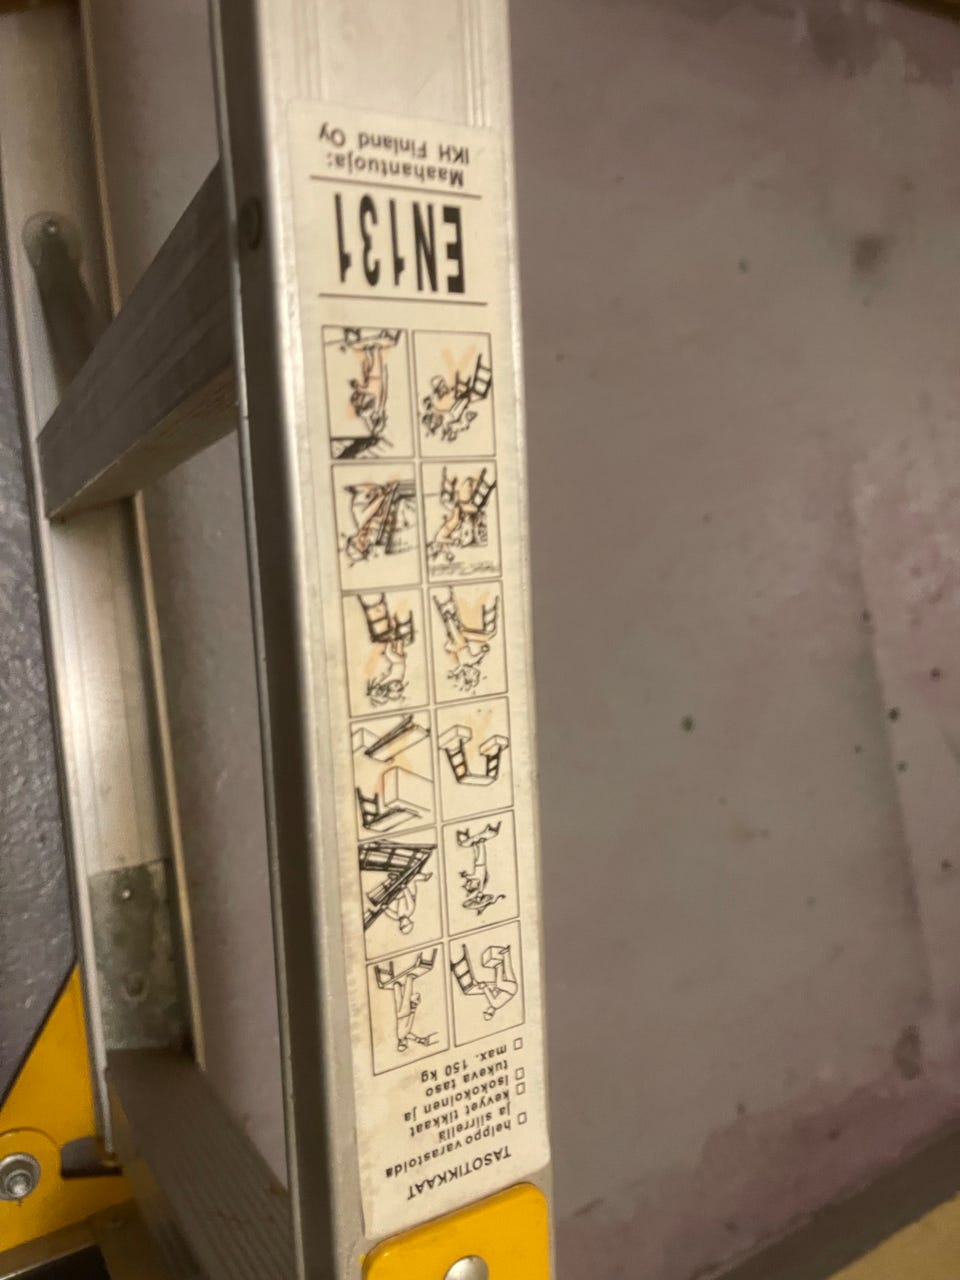 TASOTIKKAAT
helppo varastoida
ja siirrellä
kevyet tikkaat
Isokokoinen ja
tukeva taso
max. 150 kg
EN131
Maahantuoja:
IKH Finland Oy